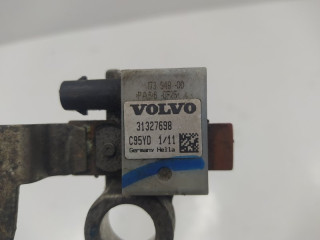 VOLVO
31327698
C95YD 1/11
Germany Hella